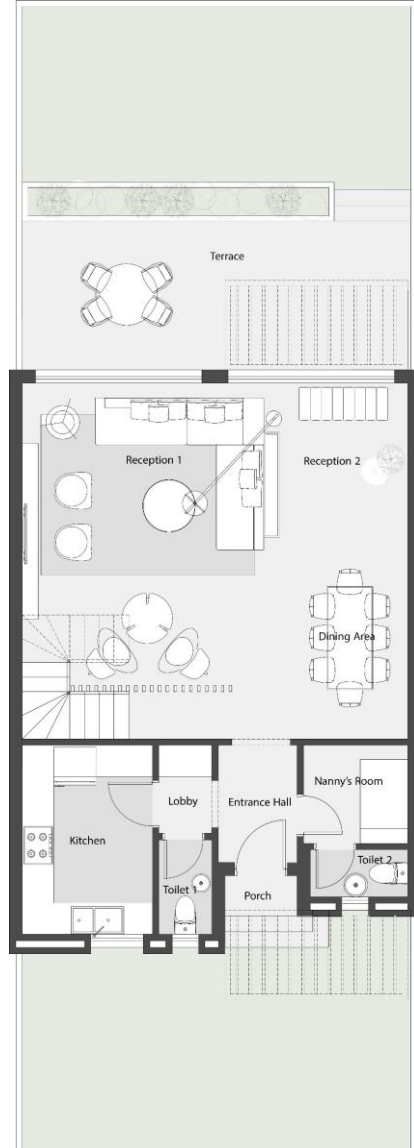 Terrace
Reception 1
Reception 2
Dining Area
Nanny's Room
Lobby
Entrance Hall
Kitchen
Toilet 2
Toilet 1
Porch